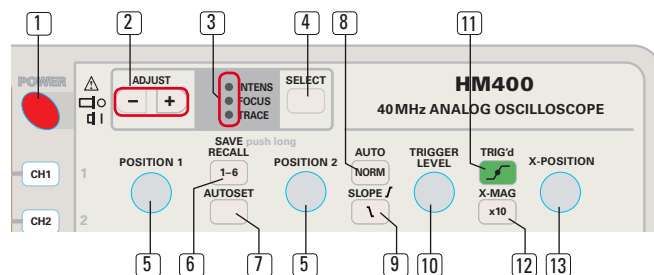 1 2 3 4 8 11
POWER
ADJUST
− +
INTENS
FOCUS
TRACE
SELECT
HM400
40 MHz ANALOG OSCILLOSCOPE
SAVE push long
RECALL
AUTO
TRIGGER
LEVEL
TRIG'd
X-POSITION
POSITION 1
POSITION 2
CH1 1
1–6
NORM
AUTOSET
SLOPE
X-MAG
x10
CH2 2
5 6 7 5 9 10 12 13